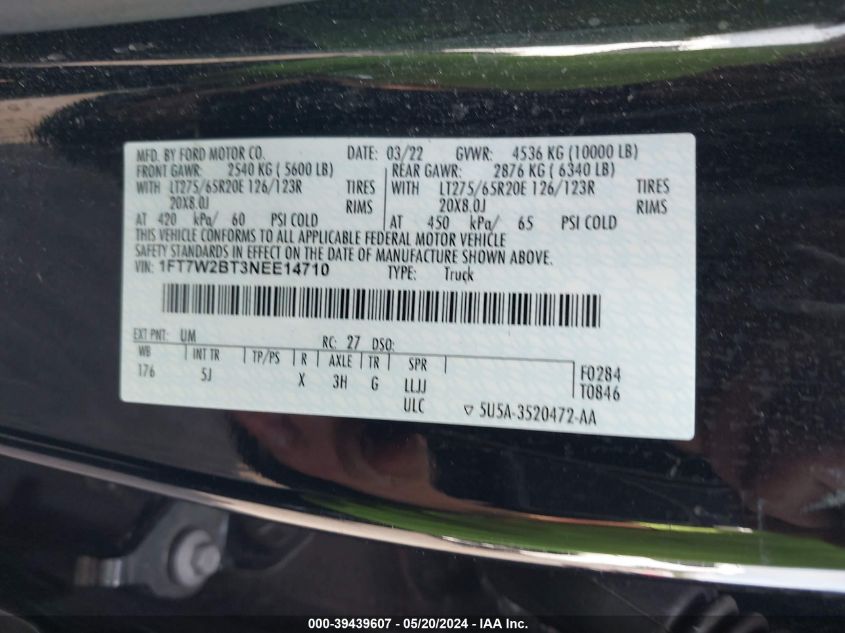 MFD. BY FORD MOTOR CO. DATE: 03/22 GVWR: 4536 KG (10000 LB)
FRONT GAWR: 2540 KG ( 5600 LB) REAR GAWR: 2876 KG ( 6340 LB)
WITH LT275/65R20E 126/123R TIRES WITH LT275/65R20E 126/123R TIRES
20X8.0J RIMS 20X8.0J RIMS
AT 420 kPa/ 60 PSI COLD AT 450 kPa/ 65 PSI COLD
THIS VEHICLE CONFORMS TO ALL APPLICABLE FEDERAL MOTOR VEHICLE
SAFETY STANDARDS IN EFFECT ON THE DATE OF MANUFACTURE SHOWN ABOVE.
VIN: 1FT7W2BT3NEE14710 TYPE: Truck
EXT PNT: UM RC: 27 DSO:
WB INT TR TP/PS R AXLE TR SPR
176 5J X 3H G LLJJ F0284
ULC T0846
▽ 5U5A-3520472-AA
000-39439607 - 05/20/2024 - IAAI.com